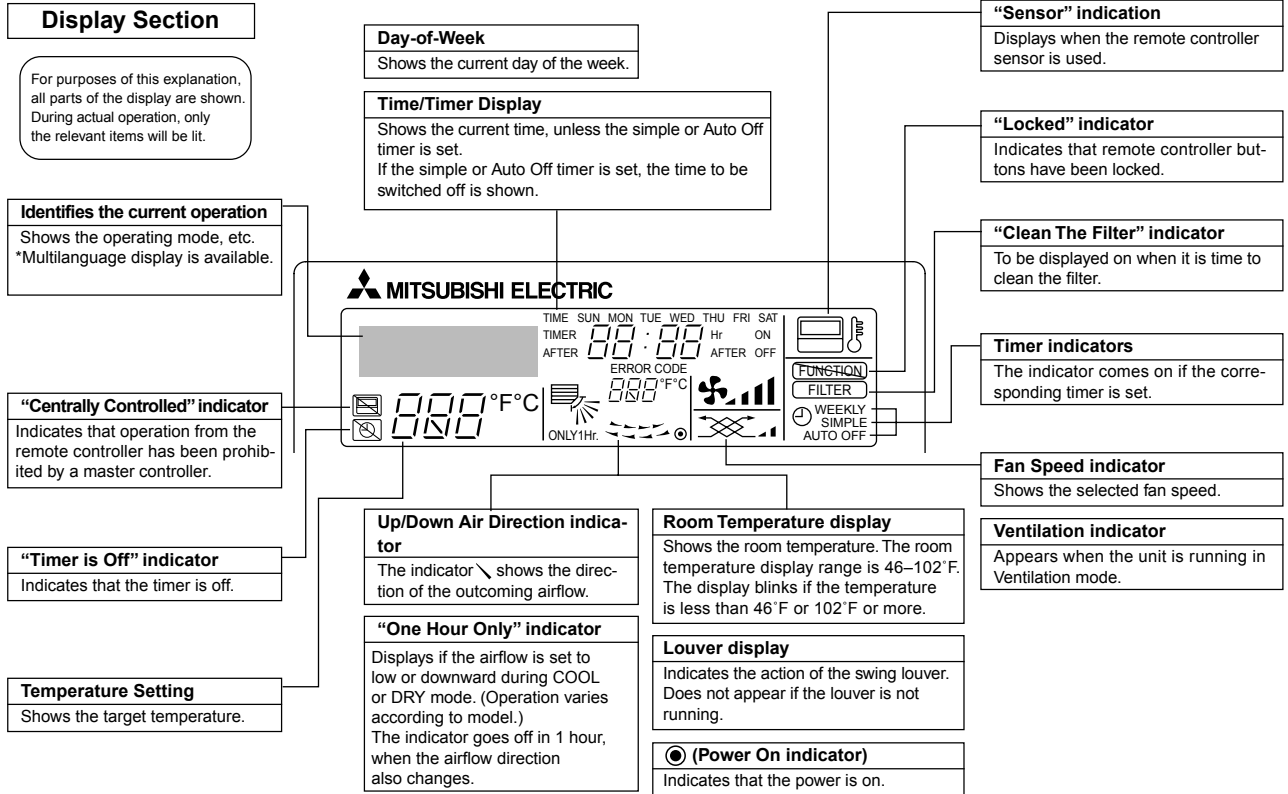 Display Section
For purposes of this explanation,
all parts of the display are shown.
During actual operation, only
the relevant items will be lit.
Identifies the current operation
Shows the operating mode, etc.
*Multilanguage display is available.
“Centrally Controlled” indicator
Indicates that operation from the
remote controller has been prohib-
ited by a master controller.
“Timer is Off” indicator
Indicates that the timer is off.
Temperature Setting
Shows the target temperature.
Day-of-Week
Shows the current day of the week.
Time/Timer Display
Shows the current time, unless the simple or Auto Off
timer is set.
If the simple or Auto Off timer is set, the time to be
switched off is shown.
MITSUBISHI ELECTRIC
TIME SUN MON TUE WED THU FRI SAT
TIMER 88:88 Hr ON
AFTER AFTER OFF
ERROR CODE
888°F°C
888°F°C
ONLY1Hr.
FUNCTION
FILTER
WEEKLY
SIMPLE
AUTO OFF
Up/Down Air Direction indica-
tor
The indicator shows the direc-
tion of the outcoming airflow.
“One Hour Only” indicator
Displays if the airflow is set to
low or downward during COOL
or DRY mode. (Operation varies
according to model.)
The indicator goes off in 1 hour,
when the airflow direction
also changes.
Room Temperature display
Shows the room temperature. The room
temperature display range is 46–102˚F.
The display blinks if the temperature
is less than 46˚F or 102˚F or more.
Louver display
Indicates the action of the swing louver.
Does not appear if the louver is not
running.
(Power On indicator)
Indicates that the power is on.
“Sensor” indication
Displays when the remote controller
sensor is used.
“Locked” indicator
Indicates that remote controller but-
tons have been locked.
“Clean The Filter” indicator
To be displayed on when it is time to
clean the filter.
Timer indicators
The indicator comes on if the corre-
sponding timer is set.
Fan Speed indicator
Shows the selected fan speed.
Ventilation indicator
Appears when the unit is running in
Ventilation mode.